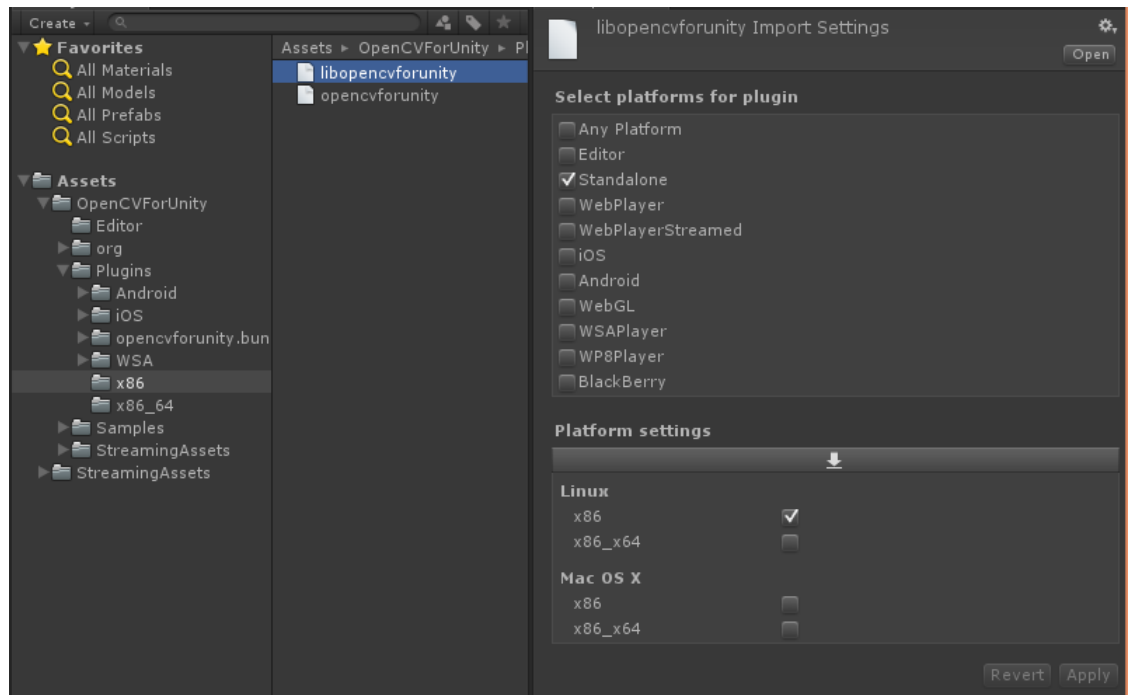 Create
Favorites
All Materials
All Models
All Prefabs
All Scripts
Assets
OpenCVForUnity
Editor
org
Plugins
Android
iOS
opencvforunity.bun
WSA
x86
x86_64
Samples
StreamingAssets
StreamingAssets
Assets ▸ OpenCVForUnity ▸ Pl
libopencvforunity
opencvforunity
libopencvforunity Import Settings
Open
Select platforms for plugin
Any Platform
Editor
Standalone
WebPlayer
WebPlayerStreamed
iOS
Android
WebGL
WSAPlayer
WP8Player
BlackBerry
Platform settings
Linux
x86
x86_x64
Mac OS X
x86
x86_x64
Revert Apply